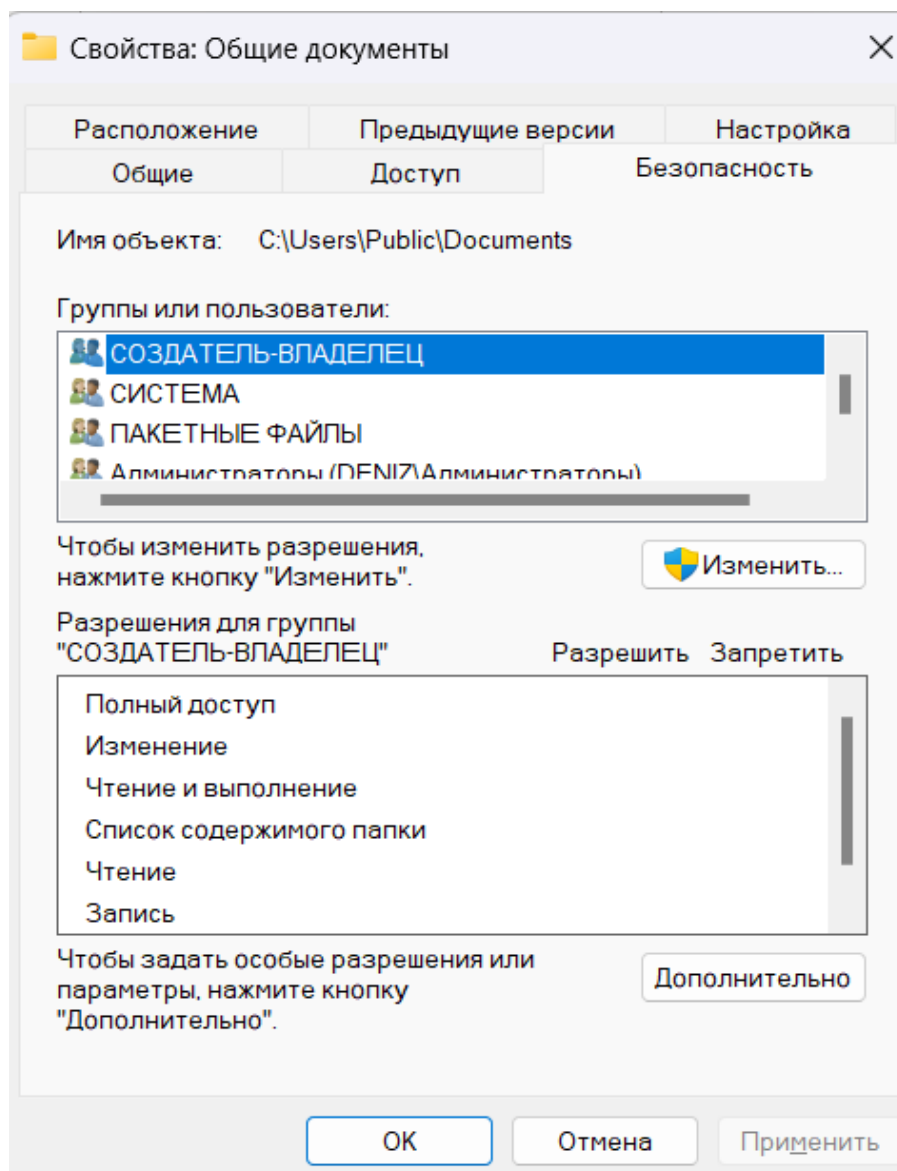 Свойства: Общие документы
Расположение Предыдущие версии Настройка
Общие Доступ Безопасность
Имя объекта: C:\Users\Public\Documents
Группы или пользователи:
СОЗДАТЕЛЬ-ВЛАДЕЛЕЦ
СИСТЕМА
ПАКЕТНЫЕ ФАЙЛЫ
Администраторы (DENIZ\Администраторы)
Чтобы изменить разрешения,
нажмите кнопку "Изменить".
Изменить...
Разрешения для группы
"СОЗДАТЕЛЬ-ВЛАДЕЛЕЦ" Разрешить Запретить
Полный доступ
Изменение
Чтение и выполнение
Список содержимого папки
Чтение
Запись
Чтобы задать особые разрешения или
параметры, нажмите кнопку
"Дополнительно".
Дополнительно
ОК Отмена Применить